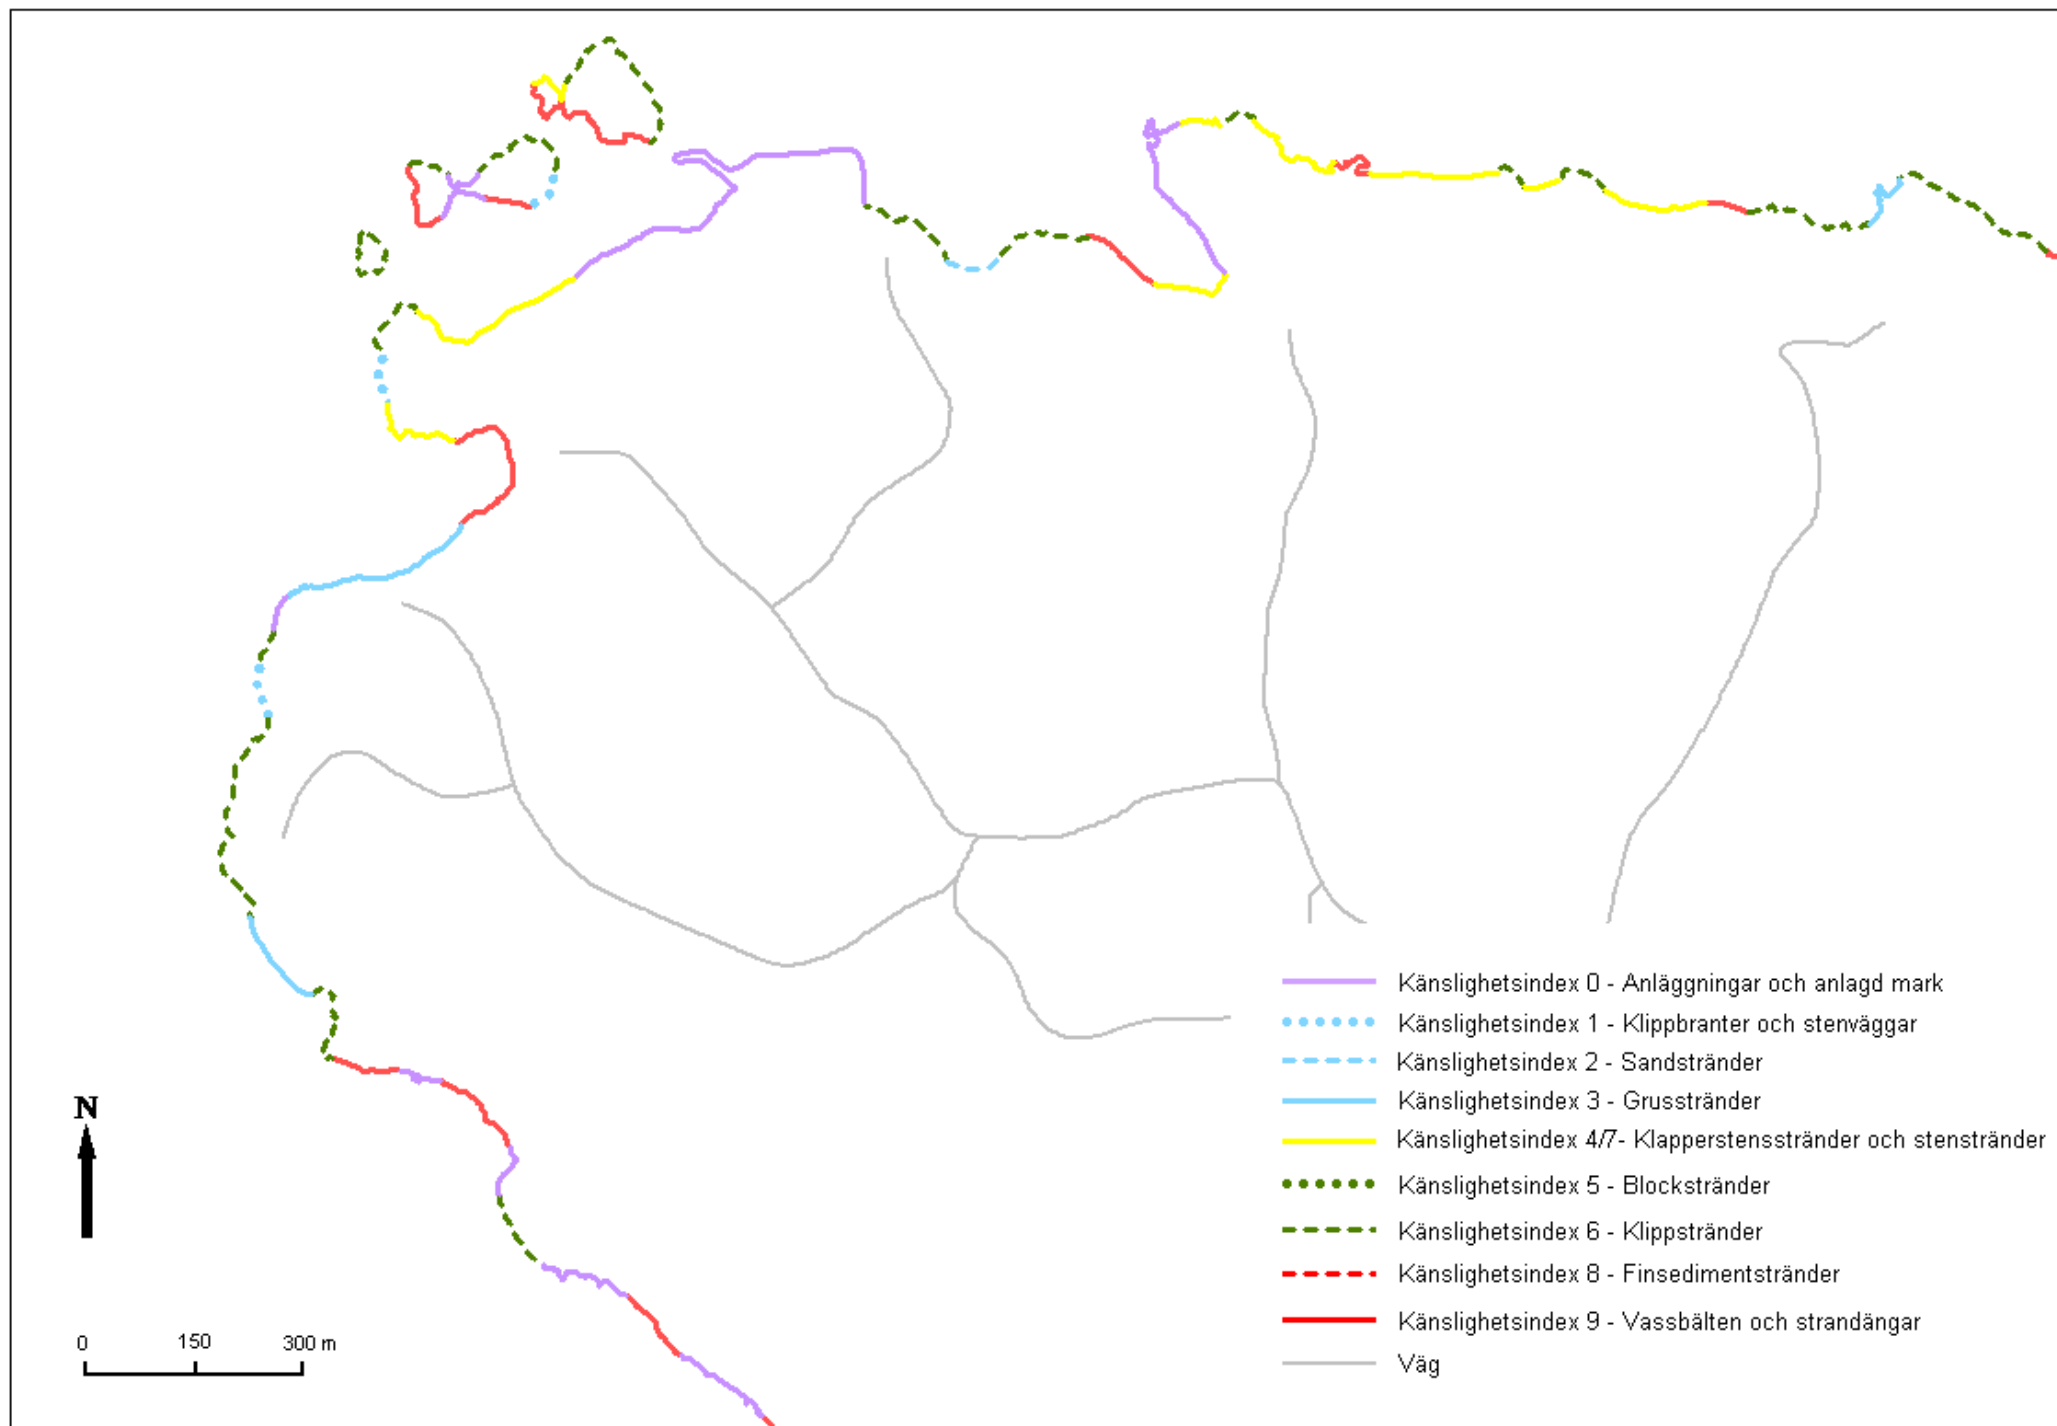 Känslighetsindex 0 - Anläggningar och anlagd mark
Känslighetsindex 1 - Klippbranter och stenväggar
Känslighetsindex 2 - Sandstränder
Känslighetsindex 3 - Grusstränder
Känslighetsindex 4/7- Klapperstensstränder och stenstränder
Känslighetsindex 5 - Blockstränder
Känslighetsindex 6 - Klippstränder
Känslighetsindex 8 - Finsedimentstränder
Känslighetsindex 9 - Vassbälten och strandängar
Väg
N
0 150 300 m